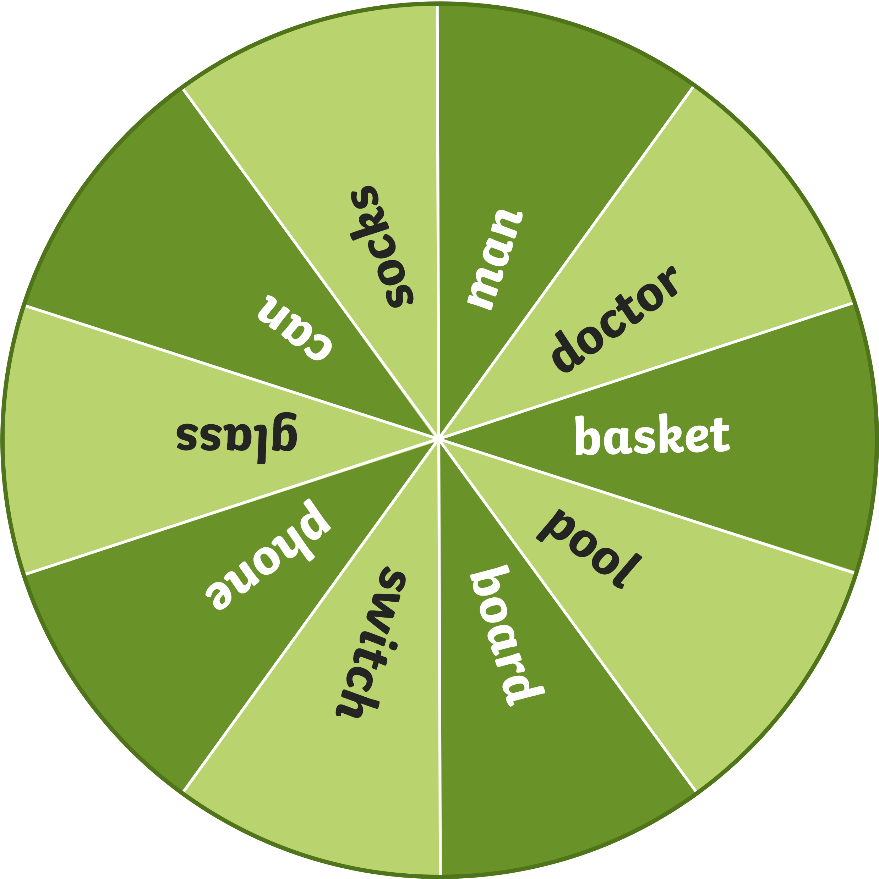 man
doctor
basket
pool
board
switch
phone
glass
can
socks